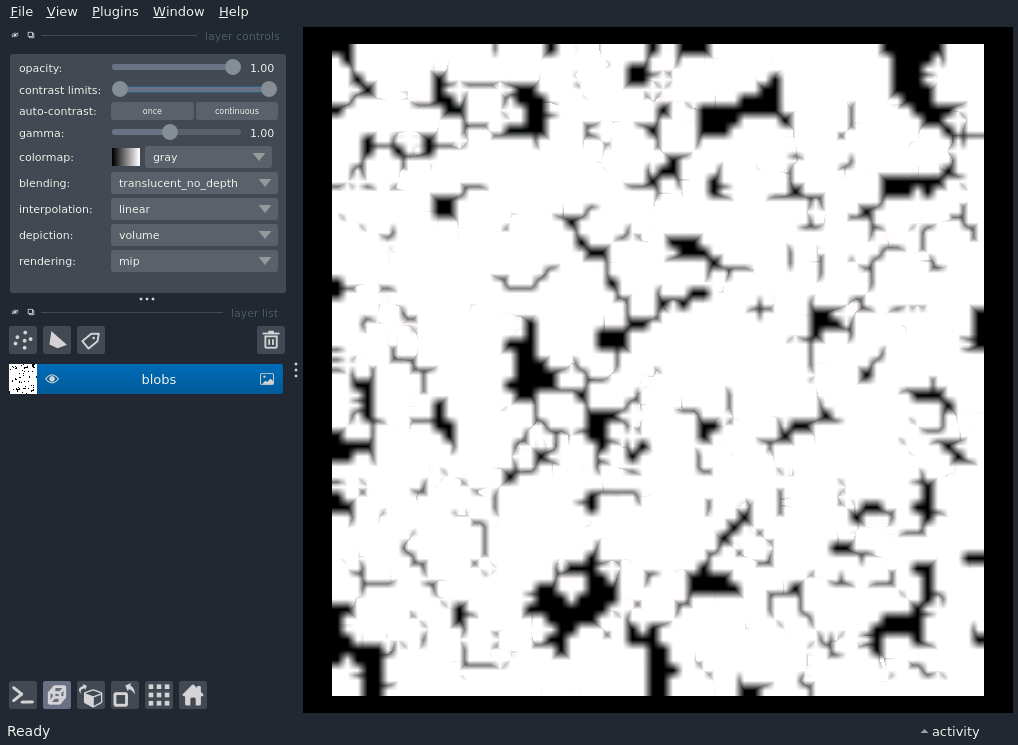 File View Plugins Window Help
layer controls
opacity: 1.00
contrast limits:
auto-contrast: once continuous
gamma: 1.00
colormap: gray
blending: translucent_no_depth
interpolation: linear
depiction: volume
rendering: mip
layer list
blobs
Ready activity